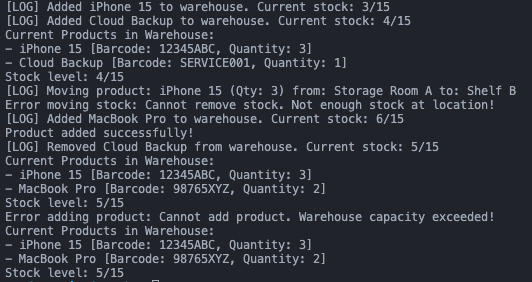 [LOG] Added iPhone 15 to warehouse. Current stock: 3/15
[LOG] Added Cloud Backup to warehouse. Current stock: 4/15
Current Products in Warehouse:
- iPhone 15 [Barcode: 12345ABC, Quantity: 3]
- Cloud Backup [Barcode: SERVICE001, Quantity: 1]
Stock level: 4/15
[LOG] Moving product: iPhone 15 (Qty: 3) from: Storage Room A to: Shelf B
Error moving stock: Cannot remove stock. Not enough stock at location!
[LOG] Added MacBook Pro to warehouse. Current stock: 6/15
Product added successfully!
[LOG] Removed Cloud Backup from warehouse. Current stock: 5/15
Current Products in Warehouse:
- iPhone 15 [Barcode: 12345ABC, Quantity: 3]
- MacBook Pro [Barcode: 98765XYZ, Quantity: 2]
Stock level: 5/15
Error adding product: Cannot add product. Warehouse capacity exceeded!
Current Products in Warehouse:
- iPhone 15 [Barcode: 12345ABC, Quantity: 3]
- MacBook Pro [Barcode: 98765XYZ, Quantity: 2]
Stock level: 5/15